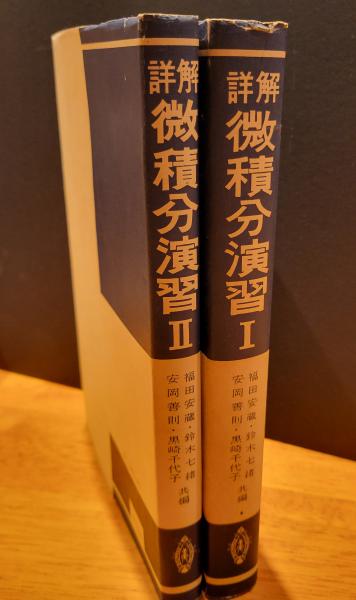 詳解
微積分演習 I
福田安蔵・鈴木七緒
安岡善則・黒崎千代子 共編
詳解
微積分演習 II
福田安蔵・鈴木七緒
安岡善則・黒崎千代子 共編